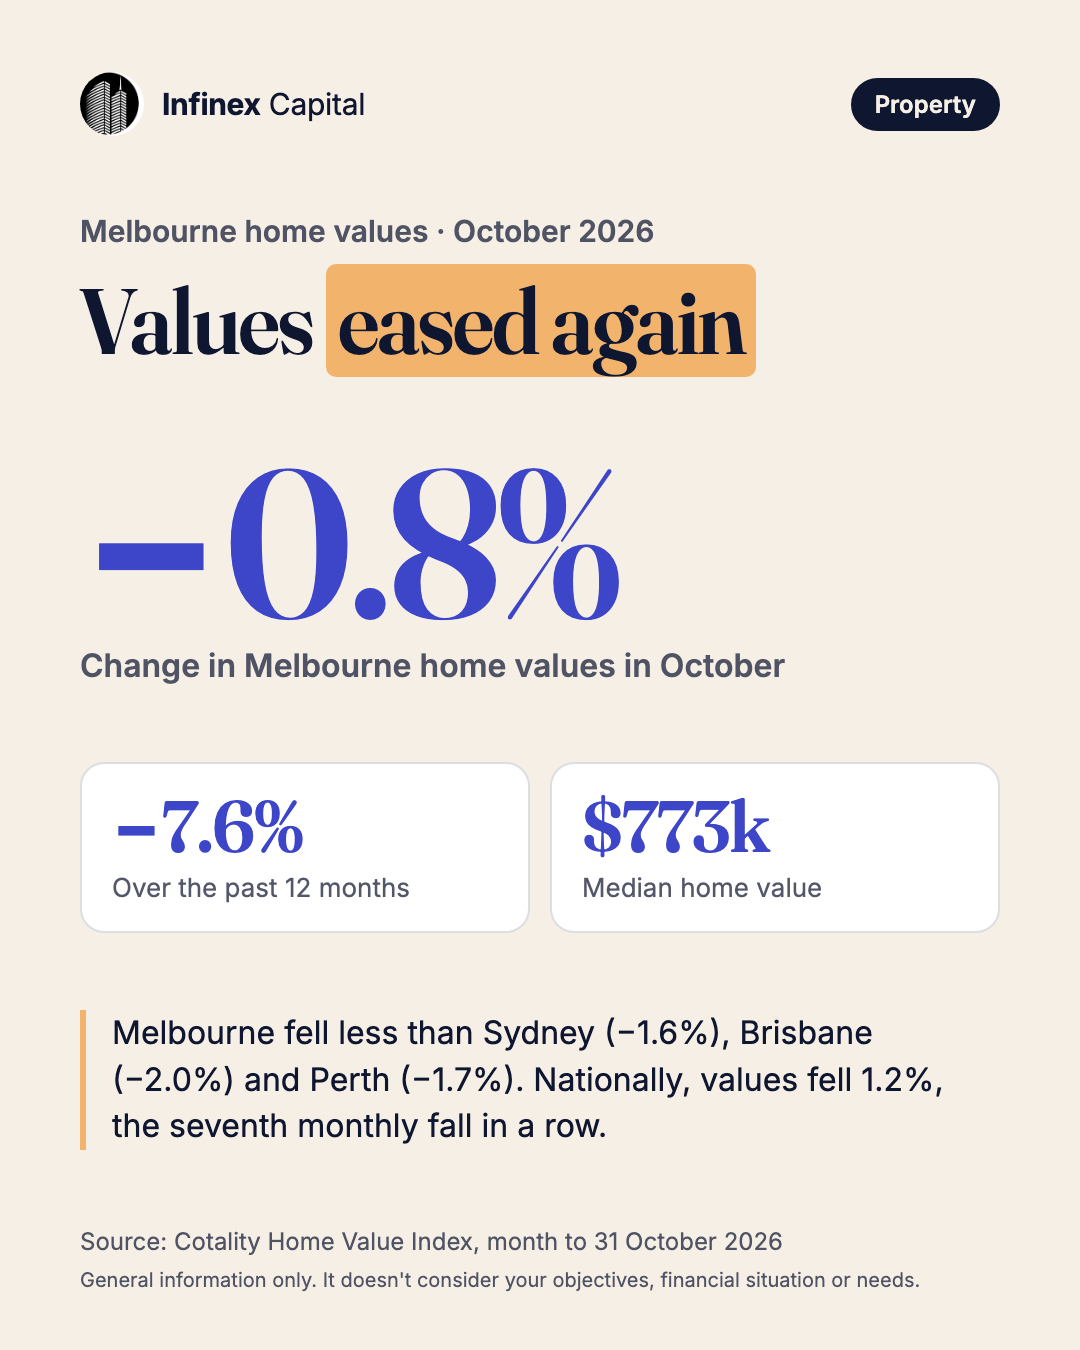 Infinex Capital
Property
Melbourne home values · October 2026
Values eased again
−0.8%
Change in Melbourne home values in October
−7.6%
Over the past 12 months
$773k
Median home value
Melbourne fell less than Sydney (−1.6%), Brisbane
(−2.0%) and Perth (−1.7%). Nationally, values fell 1.2%,
the seventh monthly fall in a row.
Source: Cotality Home Value Index, month to 31 October 2026
General information only. It doesn't consider your objectives, financial situation or needs.